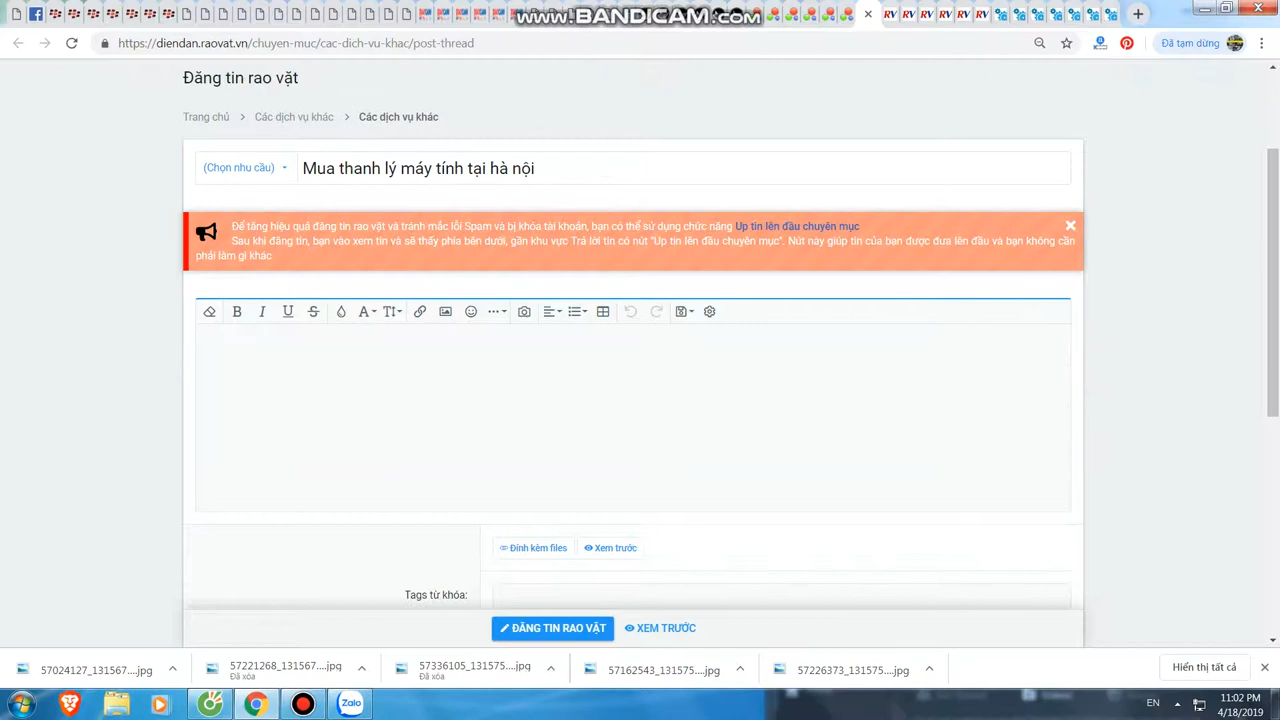 WWW.BANDICAM.COM
RV RV RV RV RV RV
https://diendan.raovat.vn/chuyen-muc/cac-dich-vu-khac/post-thread
Đã tạm dừng
Đăng tin rao vặt
Trang chủ > Các dịch vụ khác > Các dịch vụ khác
(Chọn nhu cầu) Mua thanh lý máy tính tại hà nội
Để tăng hiệu quả đăng tin rao vặt và tránh mắc lỗi Spam và bị khóa tài khoản, bạn có thể sử dụng chức năng Up tin lên đầu chuyên mục
Sau khi đăng tin, bạn vào xem tin và sẽ thấy phía bên dưới, gần khu vực Trả lời tin có nút "Up tin lên đầu chuyên mục". Nút này giúp tin của bạn được đưa lên đầu và bạn không cần
phải làm gì khác
Đính kèm files Xem trước
Tags từ khóa:
ĐĂNG TIN RAO VẶT XEM TRƯỚC
57024127_131567....jpg 57221268_131567....jpg 57336105_131575....jpg 57162543_131575....jpg 57226373_131575....jpg Hiển thị tất cả
Đã xóa Đã xóa
Zalo EN 11:02 PM
4/18/2019